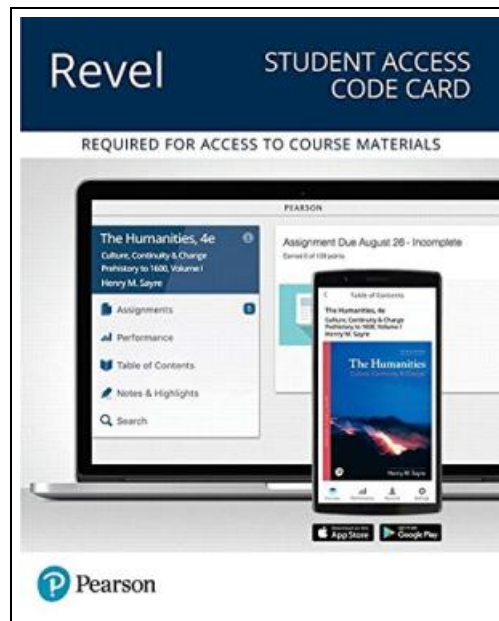 Revel
STUDENT ACCESS
CODE CARD
REQUIRED FOR ACCESS TO COURSE MATERIALS
PEARSON
The Humanities, 4e
Culture, Continuity & Change
Prehistory to 1600, Volume I
Henry M. Sayre
Assignments
Performance
Table of Contents
Notes & Highlights
Search
Assignment Due August 26 - Incomplete
Table of Contents
The Humanities, 4e
Culture, Continuity & Change
Prehistory to 1600, Volume I
Henry M. Sayre
The Humanities
Culture, Continuity & Change
Henry M. Sayre
App Store
Google Play
Pearson